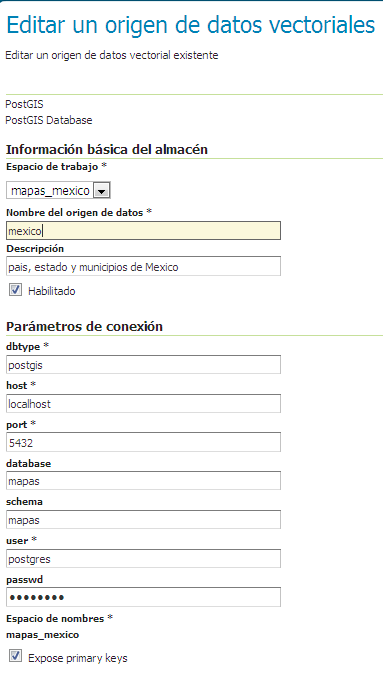 Editar un origen de datos vectoriales
Editar un origen de datos vectorial existente
PostGIS
PostGIS Database
Información básica del almacén
Espacio de trabajo *
mapas_mexico
Nombre del origen de datos *
mexico
Descripción
pais, estado y municipios de Mexico
Habilitado
Parámetros de conexión
dbtype *
postgis
host *
localhost
port *
5432
database
mapas
schema
mapas
user *
postgres
passwd
●●●●●●●●
Espacio de nombres *
mapas_mexico
Expose primary keys